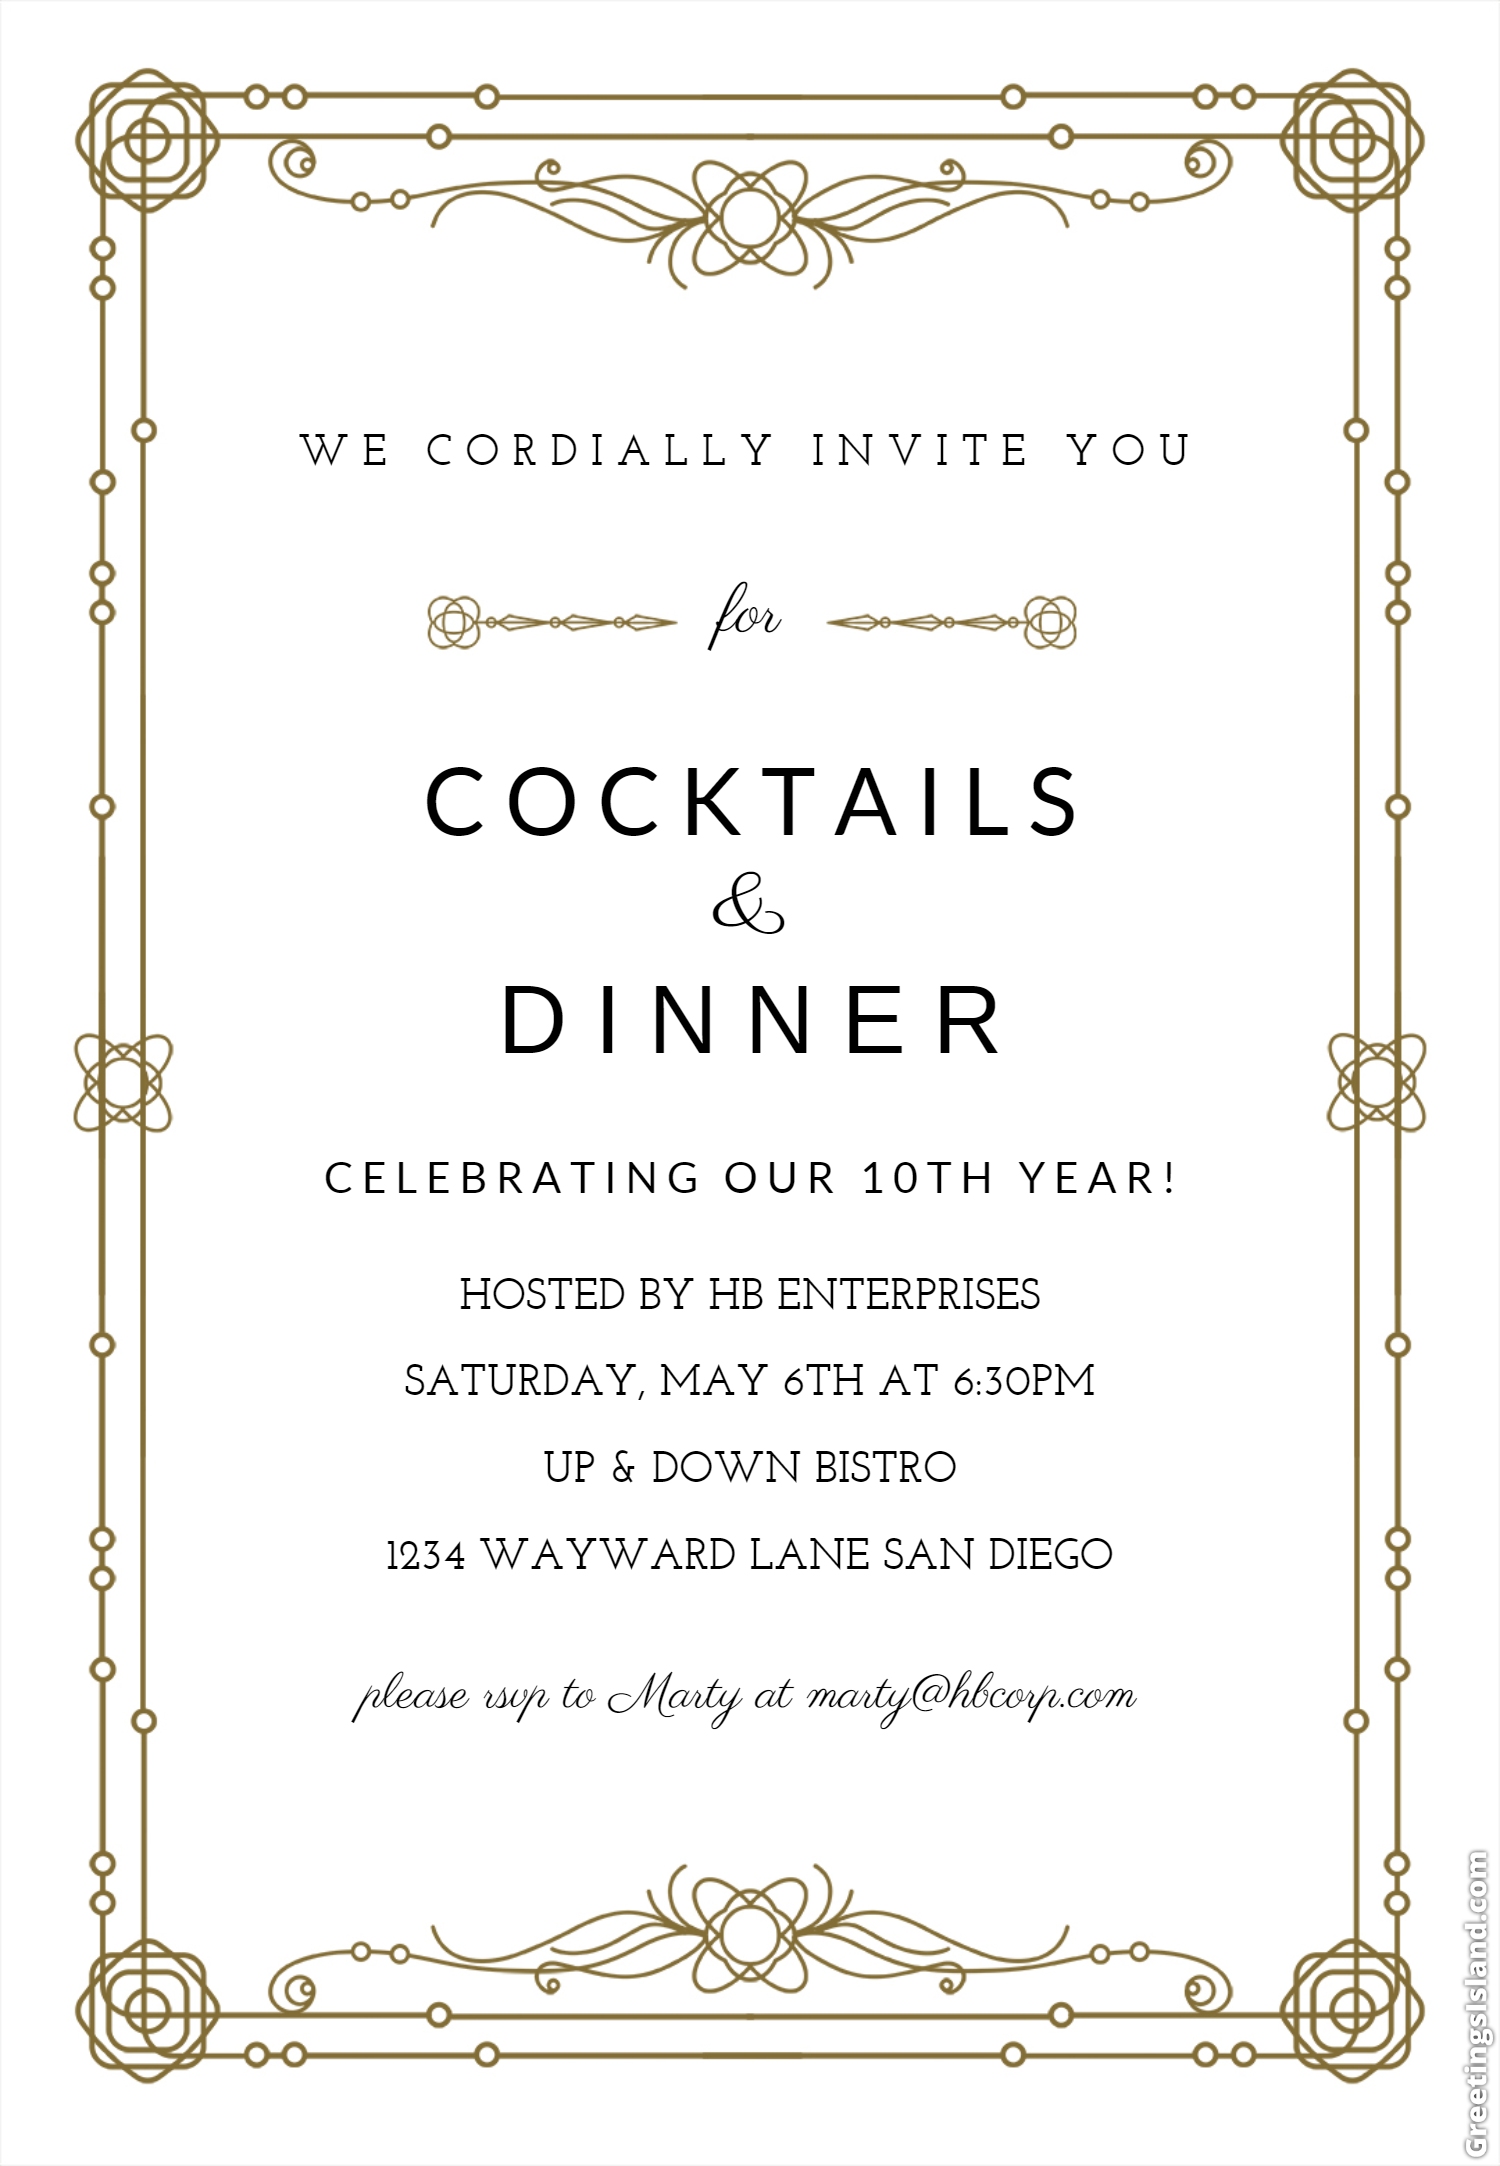 WE CORDIALLY INVITE YOU
for
COCKTAILS
&
DINNER
CELEBRATING OUR 10TH YEAR!
HOSTED BY HB ENTERPRISES
SATURDAY, MAY 6TH AT 6:30PM
UP & DOWN BISTRO
1234 WAYWARD LANE SAN DIEGO
please rsvp to Marty at marty@hbcorp.com
GreetingsIsland.com